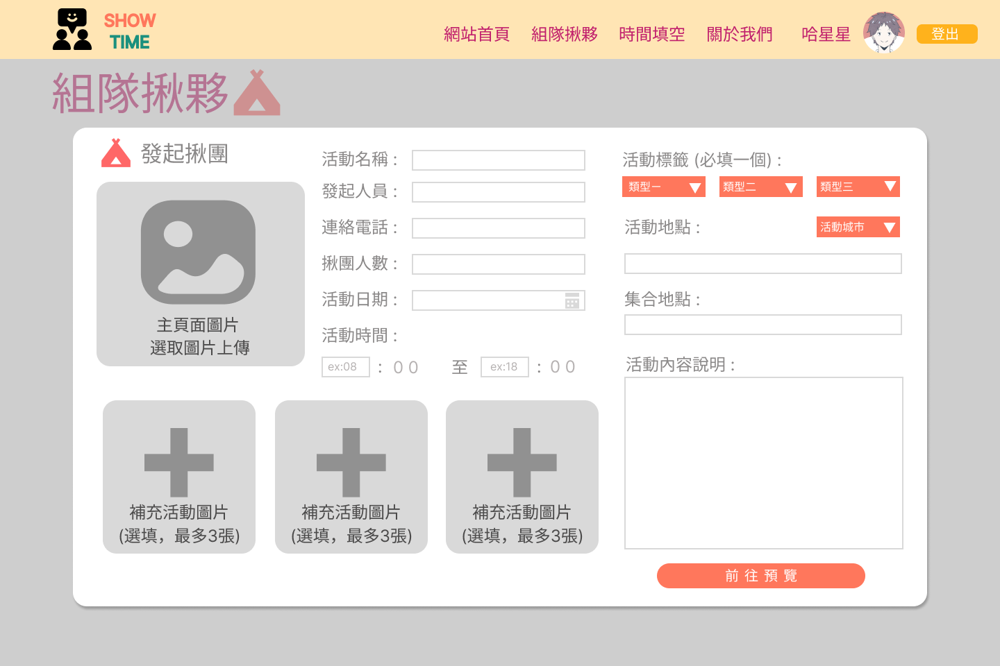 SHOW
TIME
網站首頁
組隊揪夥
時間填空
關於我們
哈星星
登出
組隊揪夥
發起揪團
主頁面圖片
選取圖片上傳
活動名稱 :
發起人員 :
連絡電話 :
揪團人數 :
活動日期 :
活動時間 :
ex:08 : 0 0 至 ex:18 : 0 0
補充活動圖片
(選填，最多3張)
補充活動圖片
(選填，最多3張)
補充活動圖片
(選填，最多3張)
活動標籤 (必填一個) :
類型一
類型二
類型三
活動地點 :
活動城市
集合地點 :
活動內容說明 :
前往預覽